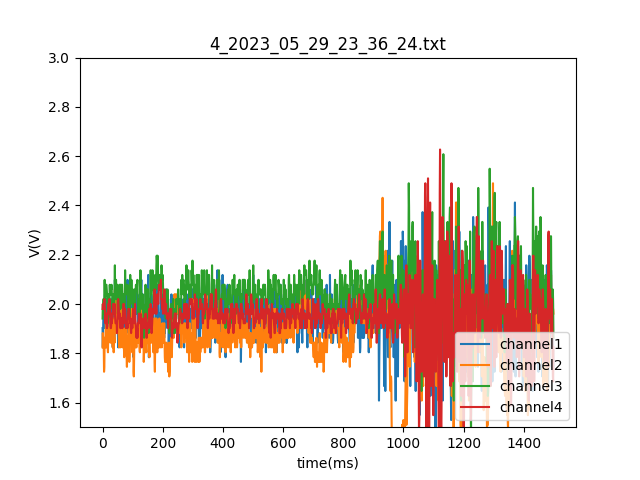 4_2023_05_29_23_36_24.txt
3.0
2.8
2.6
2.4
2.2
2.0
1.8
1.6
V(V)
channel1
channel2
channel3
channel4
0 200 400 600 800 1000 1200 1400
time(ms)